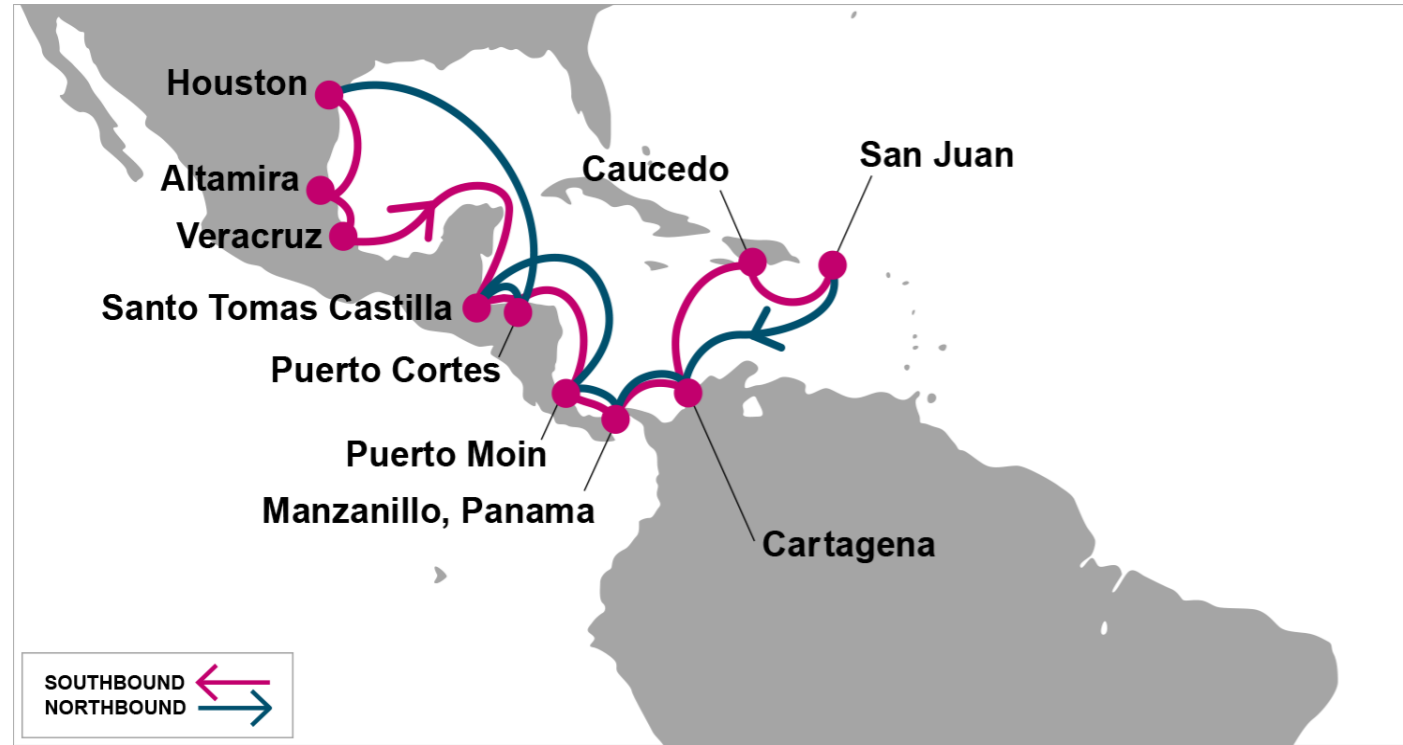 Houston
San Juan
Caucedo
Altamira
Veracruz
Santo Tomas Castilla
Puerto Cortes
Puerto Moin
Manzanillo, Panama
Cartagena
SOUTHBOUND
NORTHBOUND